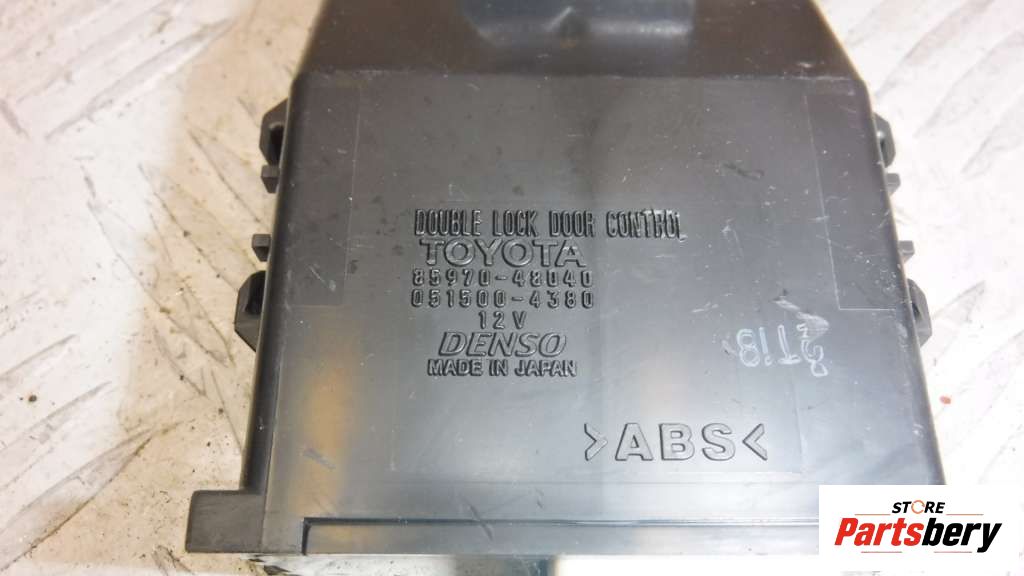 DOUBLE LOCK DOOR CONTROL
TOYOTA
85970-48040
051500-4380
12V
DENSO
MADE IN JAPAN
>ABS<
STORE
Partsbery